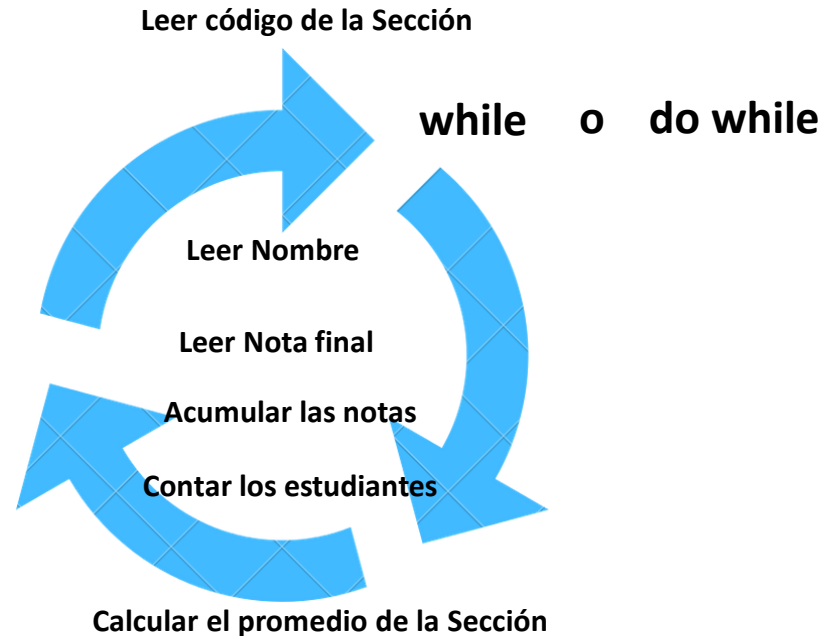 Leer código de la Sección
while o do while
Leer Nombre
Leer Nota final
Acumular las notas
Contar los estudiantes
Calcular el promedio de la Sección